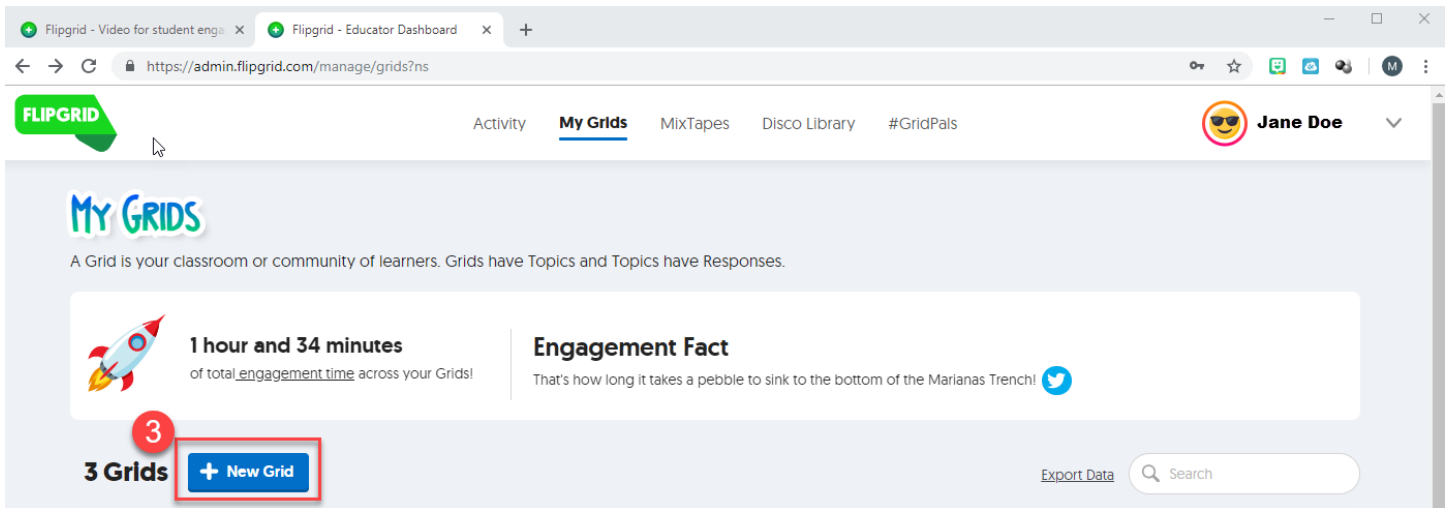 Flipgrid - Video for student enga
Flipgrid - Educator Dashboard
https://admin.flipgrid.com/manage/grids?ns
M
FLIPGRID
Activity My Grids MixTapes Disco Library #GridPals
Jane Doe
My Grids
A Grid is your classroom or community of learners. Grids have Topics and Topics have Responses.
1 hour and 34 minutes
of total engagement time across your Grids!
Engagement Fact
That's how long it takes a pebble to sink to the bottom of the Marianas Trench!
3
3 Grids
+ New Grid
Export Data
Search